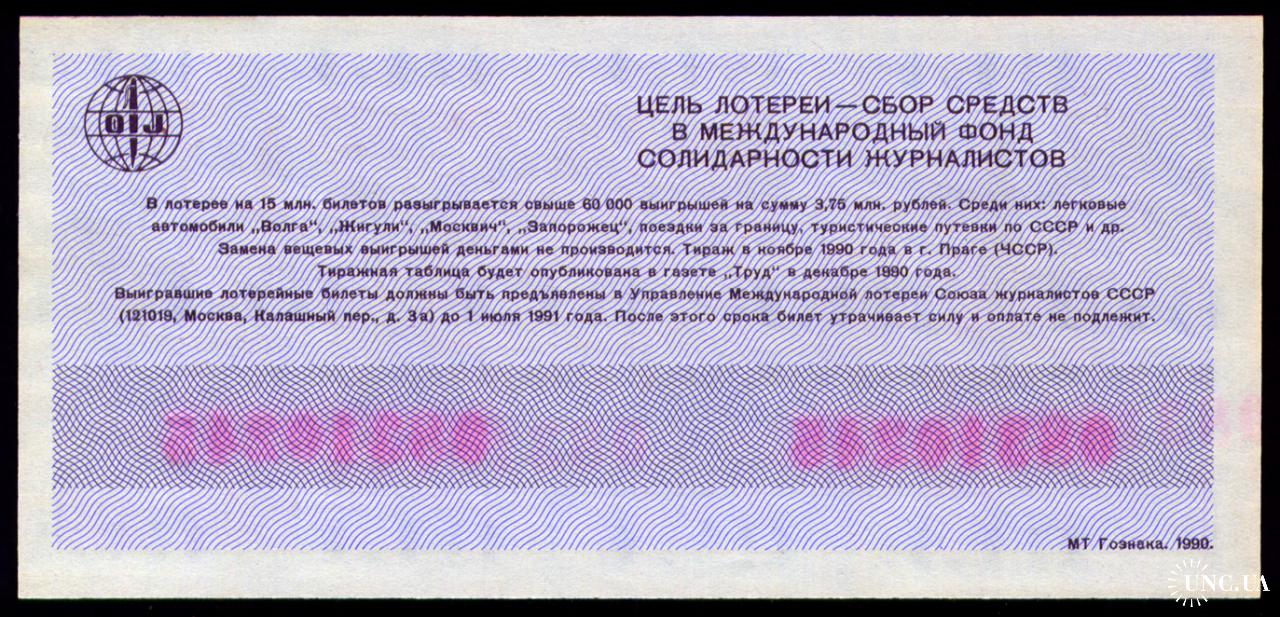 OIJ
ЦЕЛЬ ЛОТЕРЕИ — СБОР СРЕДСТВ
В МЕЖДУНАРОДНЫЙ ФОНД
СОЛИДАРНОСТИ ЖУРНАЛИСТОВ
В лотерее на 15 млн. билетов разыгрывается свыше 60 000 выигрышей на сумму 3,75 млн. рублей. Среди них: легковые
автомобили „Волга“, „Жигули“, „Москвич“, „Запорожец“, поездки за границу, туристические путевки по СССР и др.
Замена вещевых выигрышей деньгами не производится. Тираж в ноябре 1990 года в г. Праге (ЧССР).
Тиражная таблица будет опубликована в газете „Труд“ в декабре 1990 года.
Выигравшие лотерейные билеты должны быть предъявлены в Управление Международной лотереи Союза журналистов СССР
(121019, Москва, Калашный пер., д. 3а) до 1 июля 1991 года. После этого срока билет утрачивает силу и оплате не подлежит.
МТ Гознака. 1990.
UNC.UA